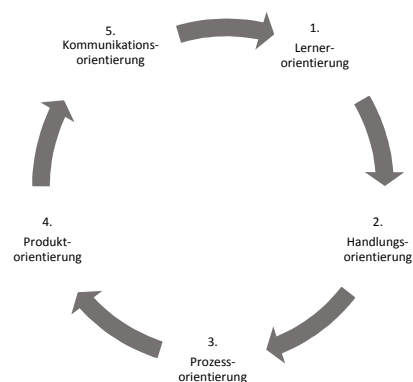 1.
Lerner-
orientierung
2.
Handlungs-
orientierung
3.
Prozess-
orientierung
4.
Produkt-
orientierung
5.
Kommunikations-
orientierung